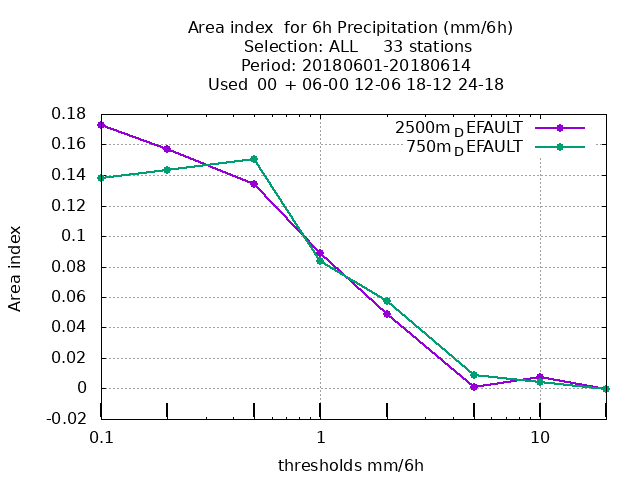 Area index  for 6h Precipitation (mm/6h)
Selection: ALL     33 stations
Period: 20180601-20180614
Used  00  + 06-00 12-06 18-12 24-18
0.18
2500m_DEFAULT
750m_DEFAULT
0.16
0.14
0.12
0.1
0.08
0.06
0.04
0.02
0
-0.02
Area index
0.1
1
10
thresholds mm/6h